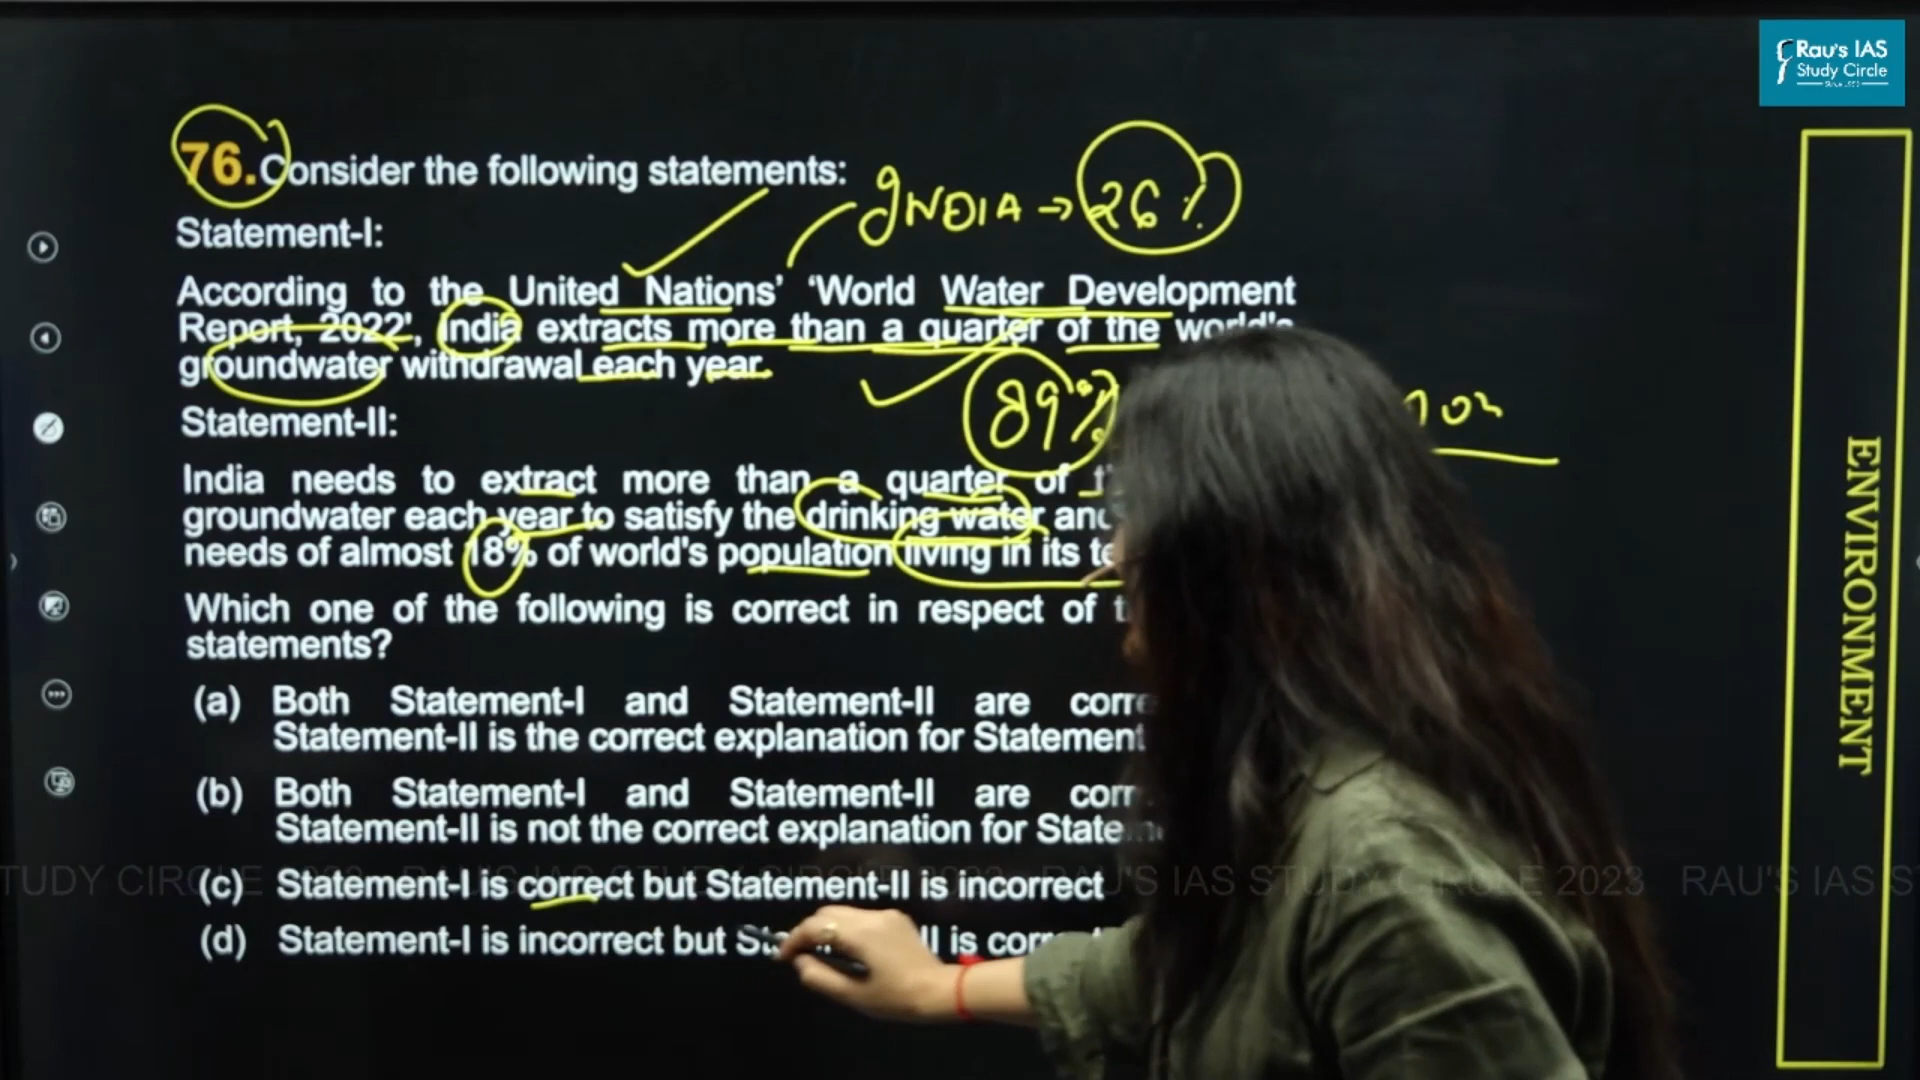 Rau's IAS
Study Circle
SINCE 1953
76. Consider the following statements:
INDIA → 26%
Statement-I:
According to the United Nations' 'World Water Development
Report, 2022', India extracts more than a quarter of the world's
groundwater withdrawal each year.
89%
Statement-II:
India needs to extract more than a quarter of
groundwater each year to satisfy the drinking water and
needs of almost 18% of world's population living in its
Which one of the following is correct in respect of
statements?
(a) Both Statement-I and Statement-II are
Statement-II is the correct explanation for Statement
(b) Both Statement-I and Statement-II are
Statement-II is not the correct explanation for
(c) Statement-I is correct but Statement-II is incorrect
(d) Statement-I is incorrect but II is
ENVIRONMENT
RAU'S IAS STUDY CIRCLE 2023